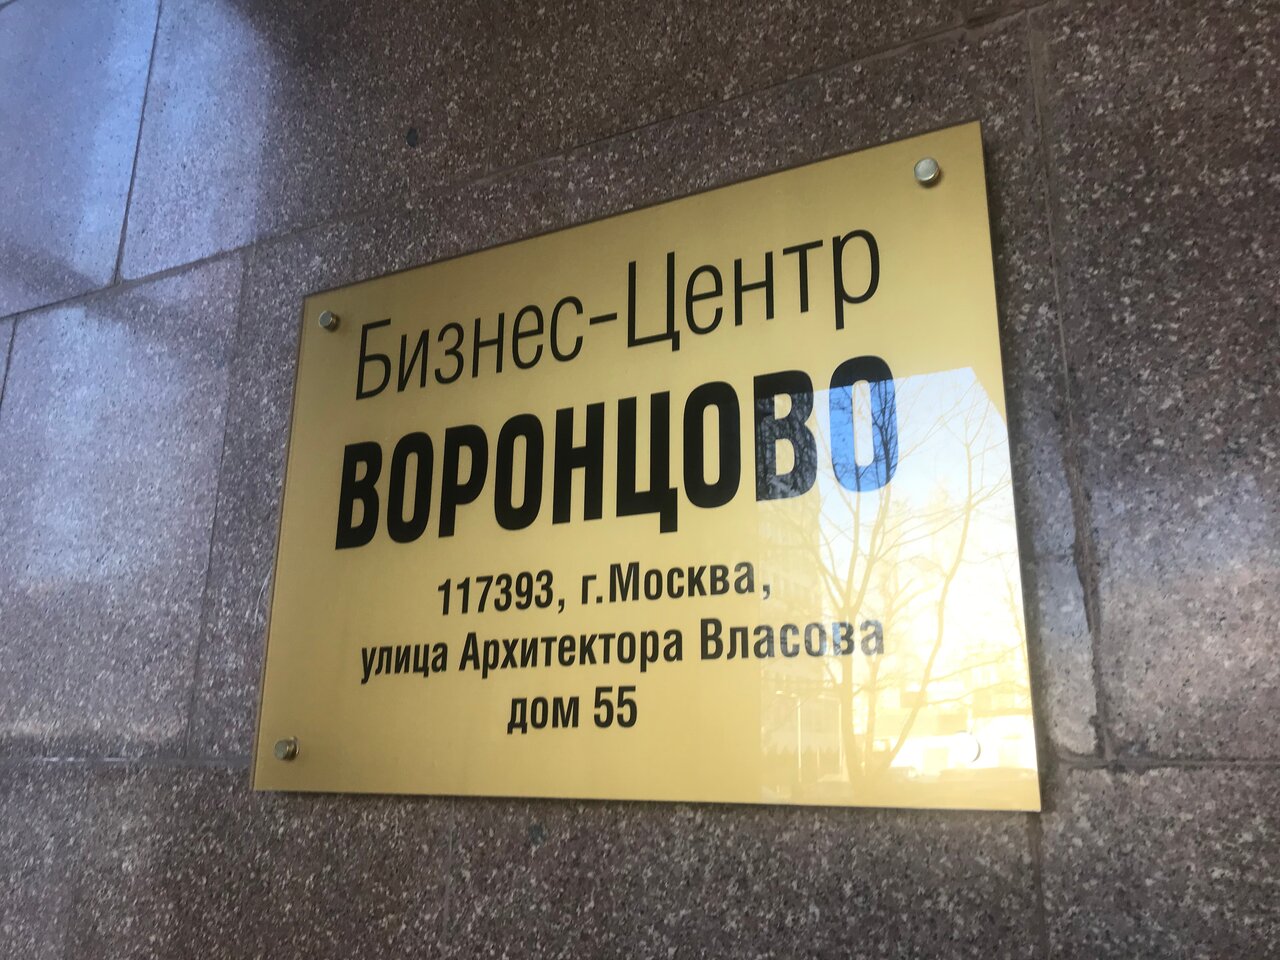 Бизнес-Центр
ВОРОНЦОВО
117393, г.Москва,
улица Архитектора Власова
дом 55